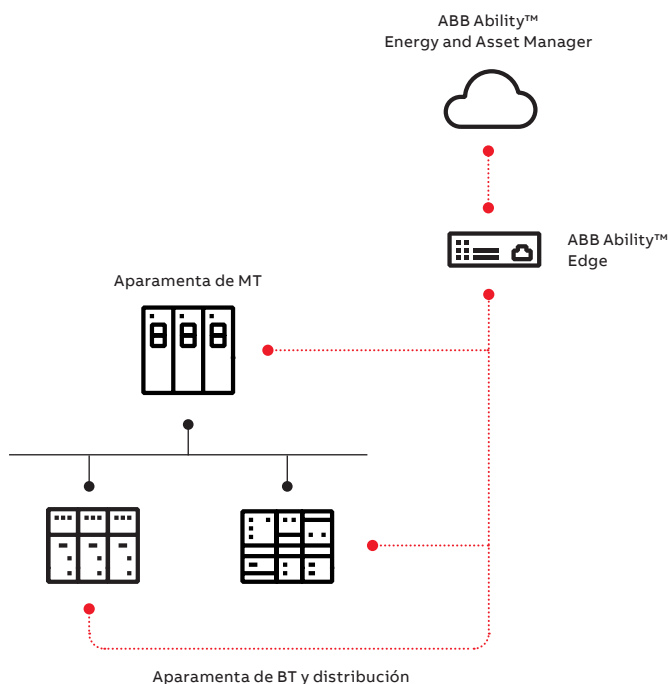 ABB Ability™
Energy and Asset Manager
ABB Ability™
Edge
Aparamenta de MT
Aparamenta de BT y distribución